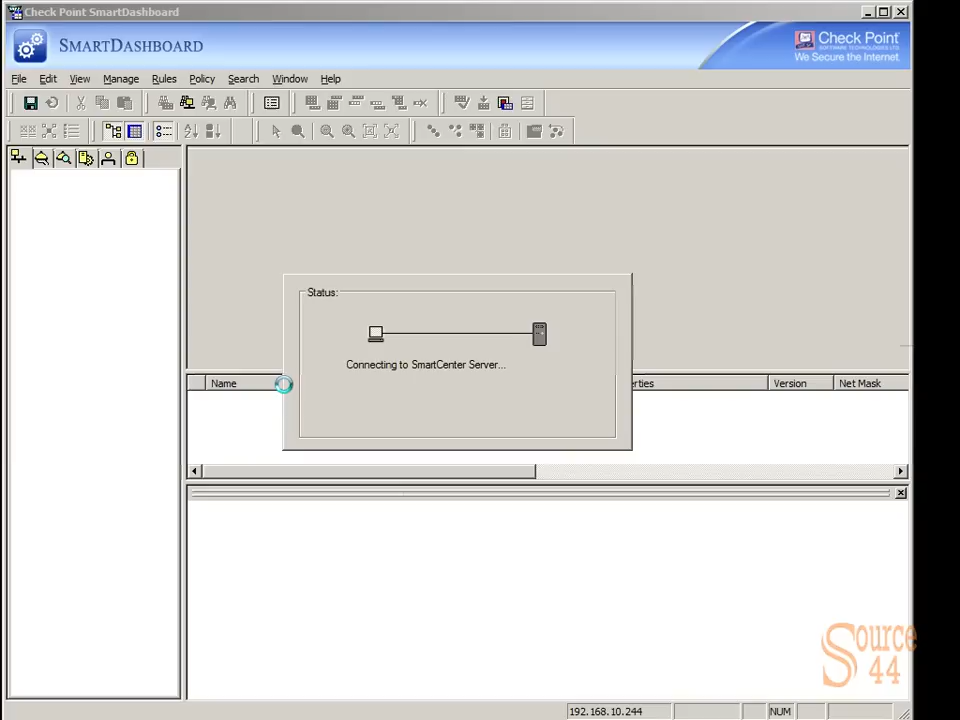 Check Point SmartDashboard
SMARTDASHBOARD
Check Point
SOFTWARE TECHNOLOGIES LTD.
We Secure the Internet.
File Edit View Manage Rules Policy Search Window Help
Status:
Connecting to SmartCenter Server...
Name
erties
Version
Net Mask
Source
44
192.168.10.244
NUM